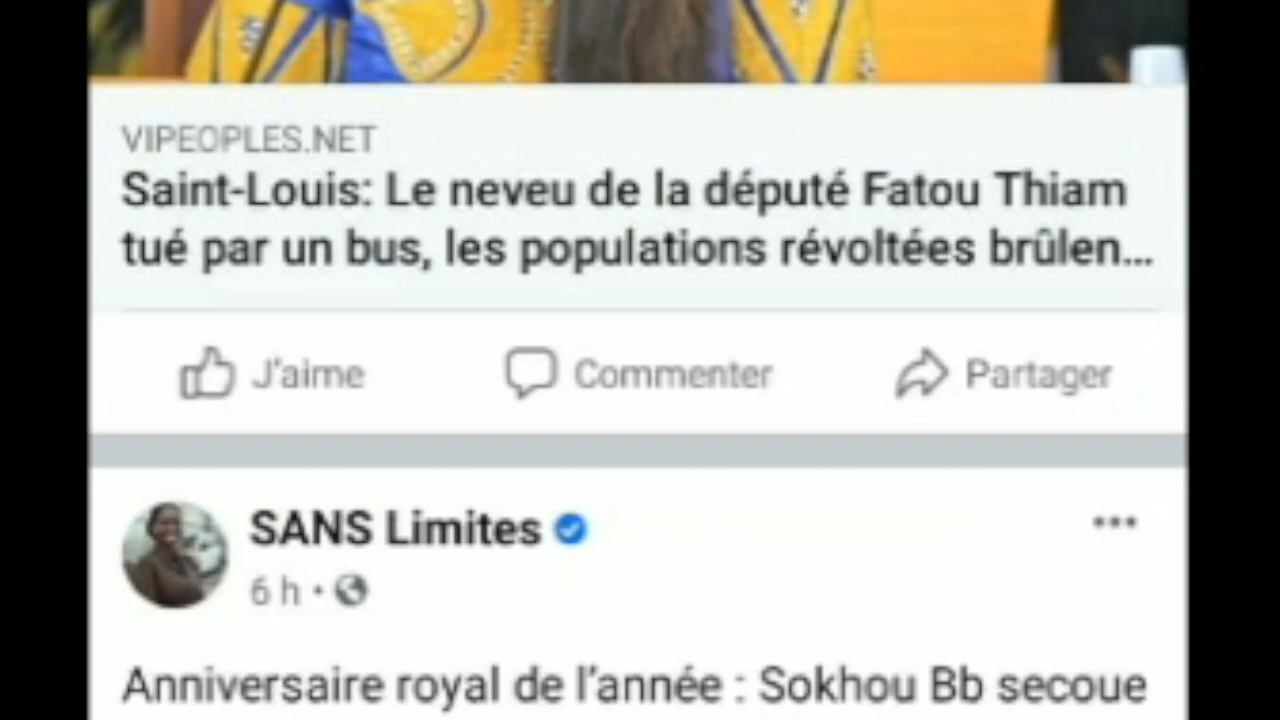 VIPEOPLES.NET
Saint-Louis: Le neveu de la député Fatou Thiam
tué par un bus, les populations révoltées brûlen...
J'aime
Commenter
Partager
SANS Limites
6 h
Anniversaire royal de l'année : Sokhou Bb secoue